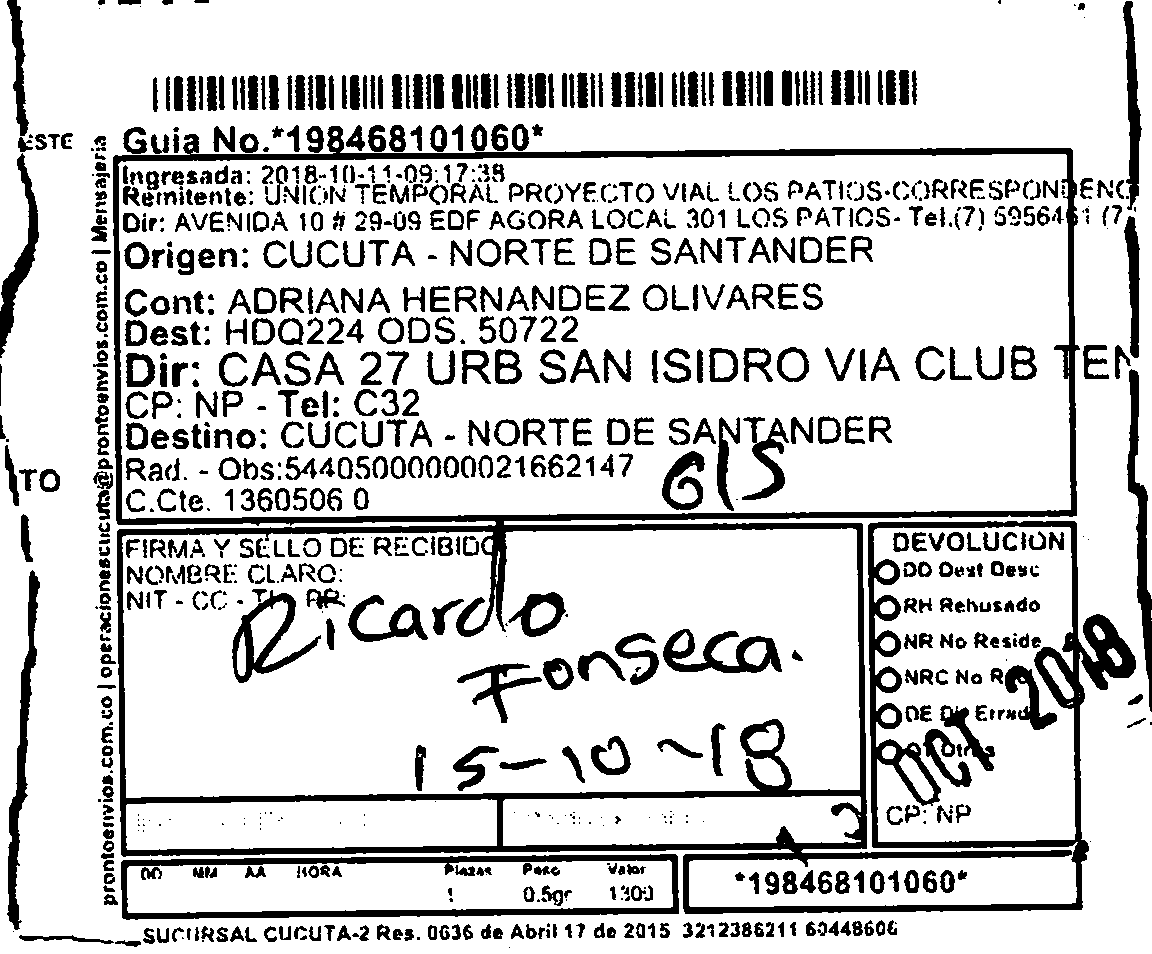 Guia No.*198468101060*
Ingresada: 2018-10-11-09:17:38
Remitente: UNION TEMPORAL PROYECTO VIAL LOS PATIOS-CORRESPONDENC
Dir: AVENIDA 10 # 29-09 EDF AGORA LOCAL 301 LOS PATIOS- Tel.(7) 5956461 (7
Origen: CUCUTA - NORTE DE SANTANDER
Cont: ADRIANA HERNANDEZ OLIVARES
Dest: HDQ224 ODS. 50722
Dir: CASA 27 URB SAN ISIDRO VIA CLUB TEN
CP: NP - Tel: C32
Destino: CUCUTA - NORTE DE SANTANDER
Rad. - Obs:54405000000021662147
C.Cte. 1360506 0
G15
ESTE
TO
prontoenvios.com.co | operacionescucuta@prontoenvios.com.co | Mensajeria
FIRMA Y SELLO DE RECIBIDO
NOMBRE CLARO:
NIT - CC - TI
Ricardo
Fonseca.
15-10-18
DEVOLUCION
DD Dest Desc
RH Rehusado
NR No Reside
NRC No
DE Dir Errada
OT Otros
OCT 2018
CP: NP
DD MM AA HORA Piezas Peso Valor
1 0.5gr 1300
*198468101060*
SUCURSAL CUCUTA-2 Res. 0636 de Abril 17 de 2015 3212386211 60448606